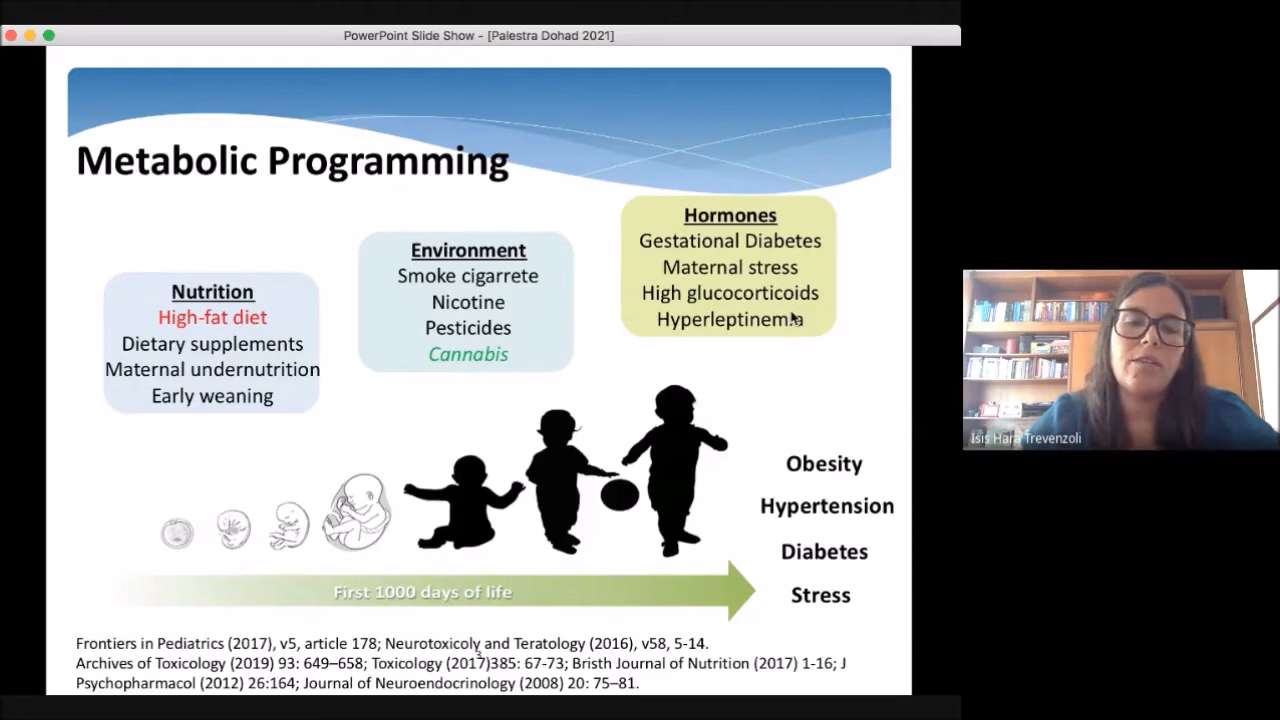 PowerPoint Slide Show - [Palestra Dohad 2021]
Metabolic Programming
Nutrition
High-fat diet
Dietary supplements
Maternal undernutrition
Early weaning
Environment
Smoke cigarrete
Nicotine
Pesticides
Cannabis
Hormones
Gestational Diabetes
Maternal stress
High glucocorticoids
Hyperleptinemia
Obesity
Hypertension
Diabetes
Stress
First 1000 days of life
Frontiers in Pediatrics (2017), v5, article 178; Neurotoxicoly and Teratology (2016), v58, 5-14.
3
Archives of Toxicology (2019) 93: 649–658; Toxicology (2017)385: 67-73; Bristh Journal of Nutrition (2017) 1-16; J
Psychopharmacol (2012) 26:164; Journal of Neuroendocrinology (2008) 20: 75–81.
Isis Hara Trevenzoli